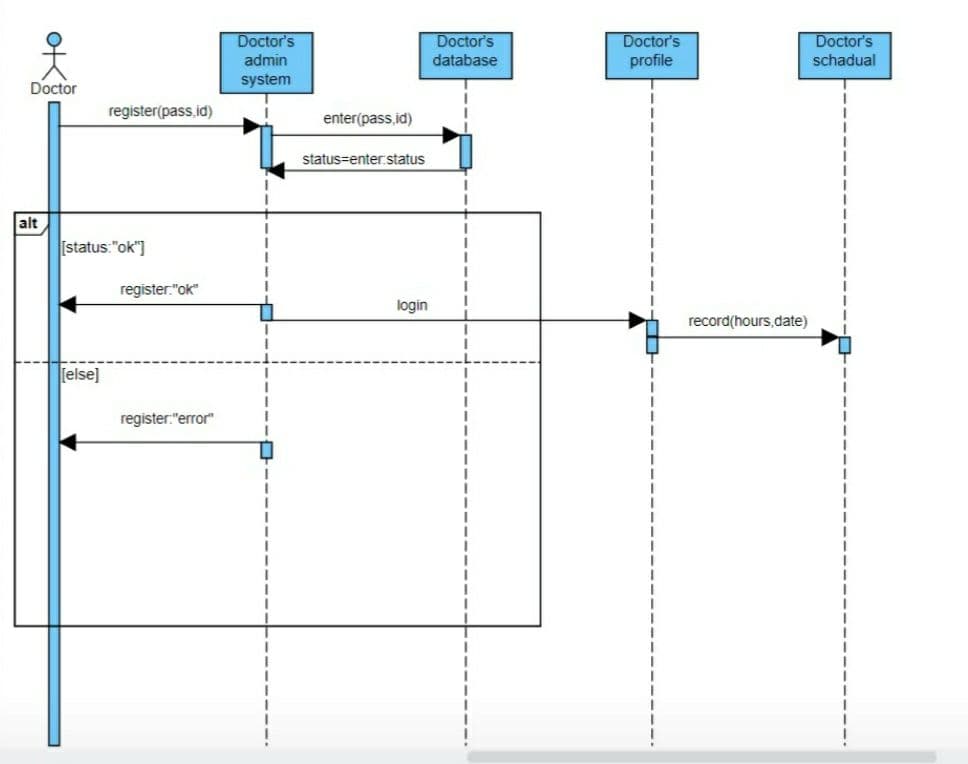 Doctor
Doctor's
admin
system
Doctor's
database
Doctor's
profile
Doctor's
schadual
register(pass,id)
enter(pass,id)
status=enter:status
alt
[status:"ok"]
register:"ok"
login
record(hours,date)
[else]
register:"error"